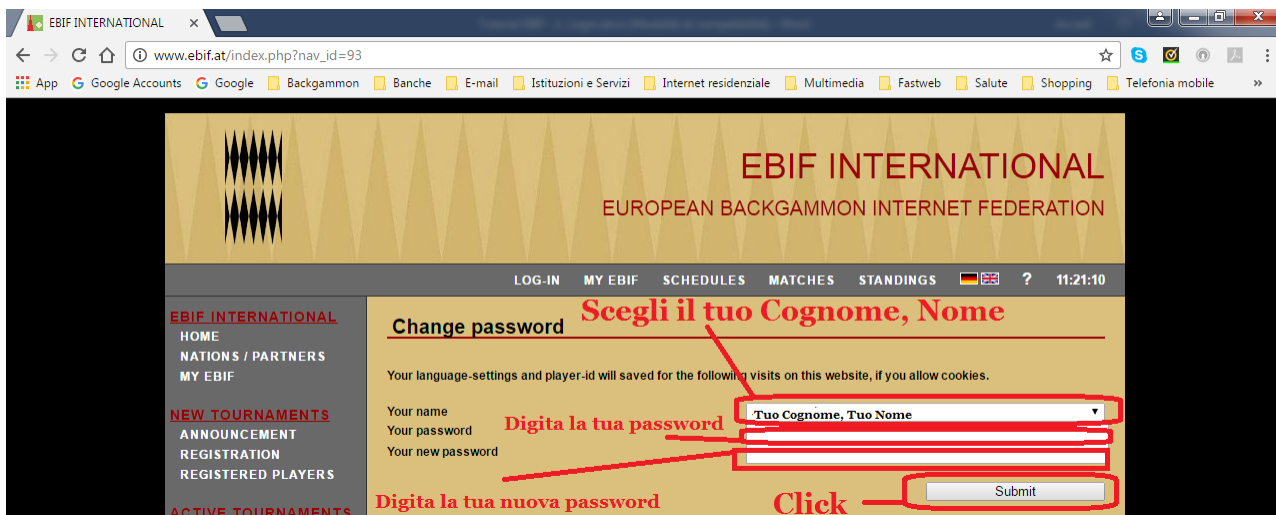 EBIF INTERNATIONAL
www.ebif.at/index.php?nav_id=93
App Google Accounts Google Backgammon Banche E-mail Istituzioni e Servizi Internet residenziale Multimedia Fastweb Salute Shopping Telefonia mobile »
EBIF INTERNATIONAL
EUROPEAN BACKGAMMON INTERNET FEDERATION
LOG-IN MY EBIF SCHEDULES MATCHES STANDINGS ? 11:21:10
EBIF INTERNATIONAL
HOME
NATIONS / PARTNERS
MY EBIF
NEW TOURNAMENTS
ANNOUNCEMENT
REGISTRATION
REGISTERED PLAYERS
ACTIVE TOURNAMENTS
Change password
Scegli il tuo Cognome, Nome
Your language-settings and player-id will saved for the following visits on this website, if you allow cookies.
Your name
Tuo Cognome, Tuo Nome
Your password
Digita la tua password
Your new password
Digita la tua nuova password
Click
Submit